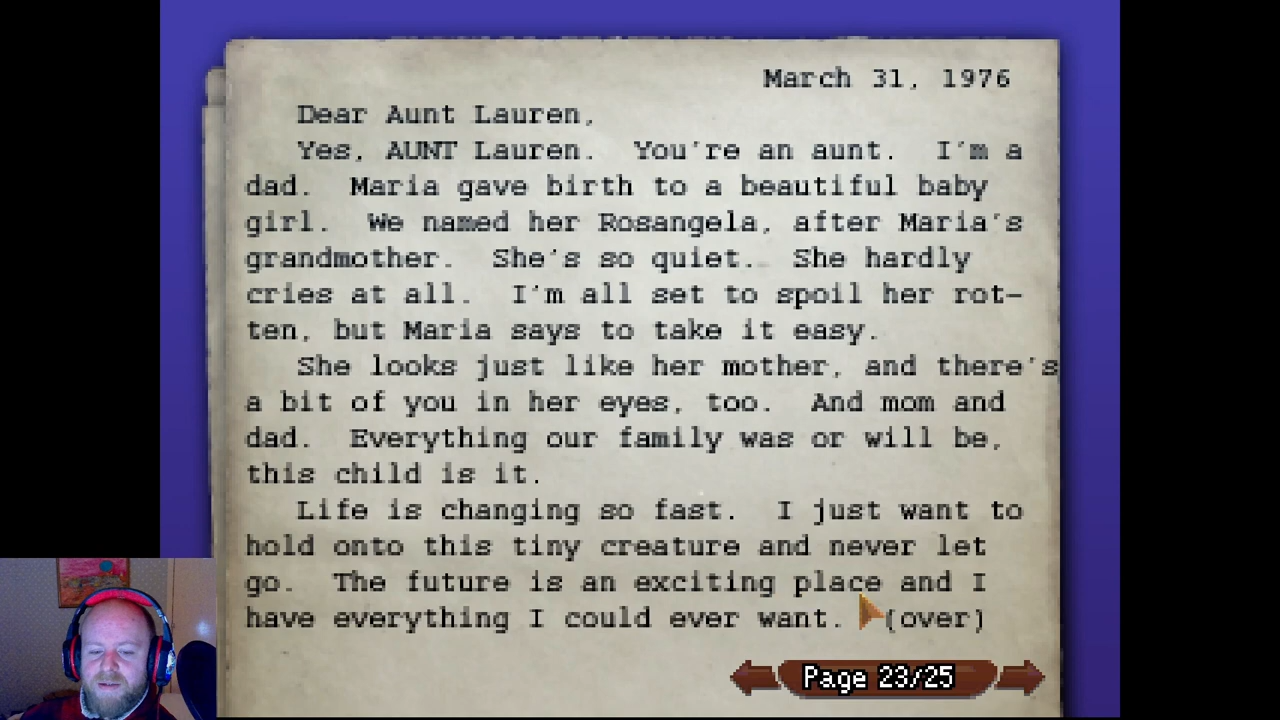 March 31, 1976
Dear Aunt Lauren,
Yes, AUNT Lauren. You're an aunt. I'm a
dad. Maria gave birth to a beautiful baby
girl. We named her Rosangela, after Maria's
grandmother. She's so quiet. She hardly
cries at all. I'm all set to spoil her rot-
ten, but Maria says to take it easy.
She looks just like her mother, and there's
a bit of you in her eyes, too. And mom and
dad. Everything our family was or will be,
this child is it.
Life is changing so fast. I just want to
hold onto this tiny creature and never let
go. The future is an exciting place and I
have everything I could ever want. (over)
Page 23/25